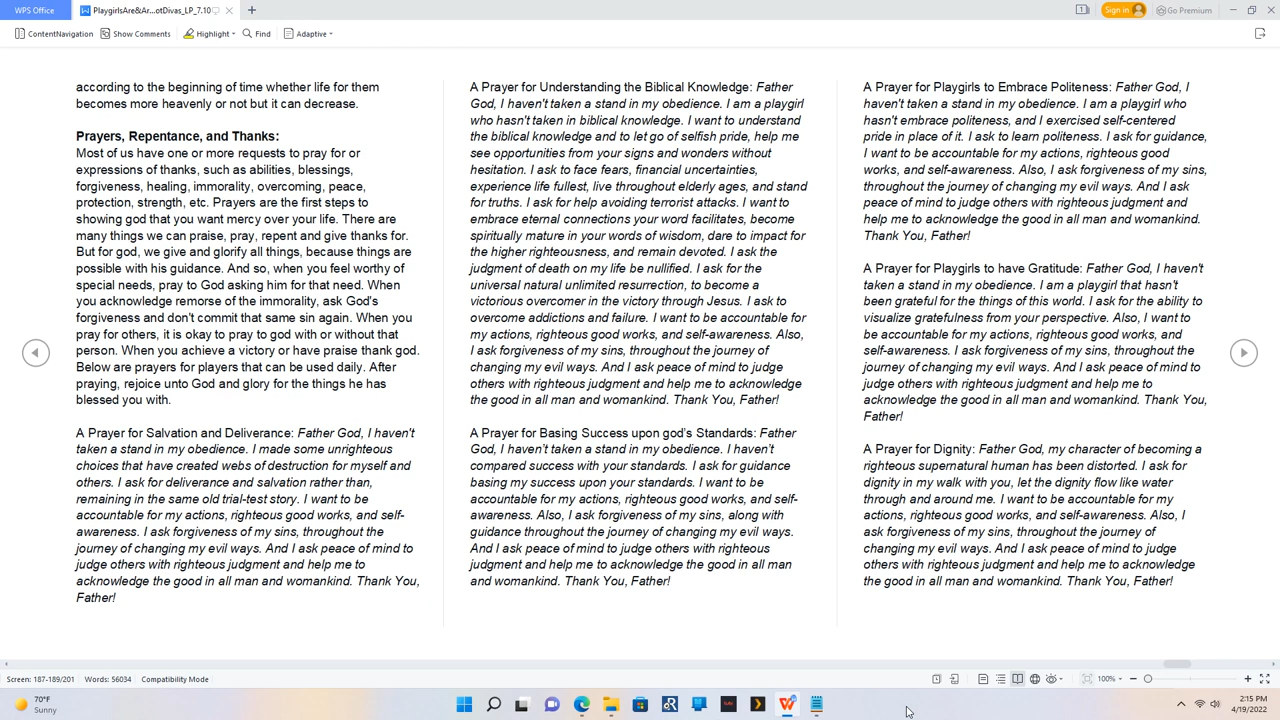 WPS Office
PlaygirlsAre&Ar...otDivas_LP_7.10
Sign in
Go Premium
ContentNavigation
Show Comments
Highlight
Find
Adaptive
according to the beginning of time whether life for them
becomes more heavenly or not but it can decrease.
Prayers, Repentance, and Thanks:
Most of us have one or more requests to pray for or
expressions of thanks, such as abilities, blessings,
forgiveness, healing, immorality, overcoming, peace,
protection, strength, etc. Prayers are the first steps to
showing god that you want mercy over your life. There are
many things we can praise, pray, repent and give thanks for.
But for god, we give and glorify all things, because things are
possible with his guidance. And so, when you feel worthy of
special needs, pray to God asking him for that need. When
you acknowledge remorse of the immorality, ask God's
forgiveness and don't commit that same sin again. When you
pray for others, it is okay to pray to god with or without that
person. When you achieve a victory or have praise thank god.
Below are prayers for players that can be used daily. After
praying, rejoice unto God and glory for the things he has
blessed you with.
A Prayer for Salvation and Deliverance: Father God, I haven't
taken a stand in my obedience. I made some unrighteous
choices that have created webs of destruction for myself and
others. I ask for deliverance and salvation rather than,
remaining in the same old trial-test story. I want to be
accountable for my actions, righteous good works, and self-
awareness. I ask forgiveness of my sins, throughout the
journey of changing my evil ways. And I ask peace of mind to
judge others with righteous judgment and help me to
acknowledge the good in all man and womankind. Thank You,
Father!
A Prayer for Understanding the Biblical Knowledge: Father
God, I haven't taken a stand in my obedience. I am a playgirl
who hasn't taken in biblical knowledge. I want to understand
the biblical knowledge and to let go of selfish pride, help me
see opportunities from your signs and wonders without
hesitation. I ask to face fears, financial uncertainties,
experience life fullest, live throughout elderly ages, and stand
for truths. I ask for help avoiding terrorist attacks. I want to
embrace eternal connections your word facilitates, become
spiritually mature in your words of wisdom, dare to impact for
the higher righteousness, and remain devoted. I ask the
judgment of death on my life be nullified. I ask for the
universal natural unlimited resurrection, to become a
victorious overcomer in the victory through Jesus. I ask to
overcome addictions and failure. I want to be accountable for
my actions, righteous good works, and self-awareness. Also,
I ask forgiveness of my sins, throughout the journey of
changing my evil ways. And I ask peace of mind to judge
others with righteous judgment and help me to acknowledge
the good in all man and womankind. Thank You, Father!
A Prayer for Basing Success upon god's Standards: Father
God, I haven't taken a stand in my obedience. I haven't
compared success with your standards. I ask for guidance
basing my success upon your standards. I want to be
accountable for my actions, righteous good works, and self-
awareness. Also, I ask forgiveness of my sins, along with
guidance throughout the journey of changing my evil ways.
And I ask peace of mind to judge others with righteous
judgment and help me to acknowledge the good in all man
and womankind. Thank You, Father!
A Prayer for Playgirls to Embrace Politeness: Father God, I
haven't taken a stand in my obedience. I am a playgirl who
hasn't embrace politeness, and I exercised self-centered
pride in place of it. I ask to learn politeness. I ask for guidance,
I want to be accountable for my actions, righteous good
works, and self-awareness. Also, I ask forgiveness of my sins,
throughout the journey of changing my evil ways. And I ask
peace of mind to judge others with righteous judgment and
help me to acknowledge the good in all man and womankind.
Thank You, Father!
A Prayer for Playgirls to have Gratitude: Father God, I haven't
taken a stand in my obedience. I am a playgirl that hasn't
been grateful for the things of this world. I ask for the ability to
visualize gratefulness from your perspective. Also, I want to
be accountable for my actions, righteous good works, and
self-awareness. I ask forgiveness of my sins, throughout the
journey of changing my evil ways. And I ask peace of mind to
judge others with righteous judgment and help me to
acknowledge the good in all man and womankind. Thank You,
Father!
A Prayer for Dignity: Father God, my character of becoming a
righteous supernatural human has been distorted. I ask for
dignity in my walk with you, let the dignity flow like water
through and around me. I want to be accountable for my
actions, righteous good works, and self-awareness. Also, I
ask forgiveness of my sins, throughout the journey of
changing my evil ways. And I ask peace of mind to judge
others with righteous judgment and help me to acknowledge
the good in all man and womankind. Thank You, Father!
Screen: 187-189/201
Words: 56034
Compatibility Mode
100%
70°F
Sunny
2:15 PM
4/19/2022